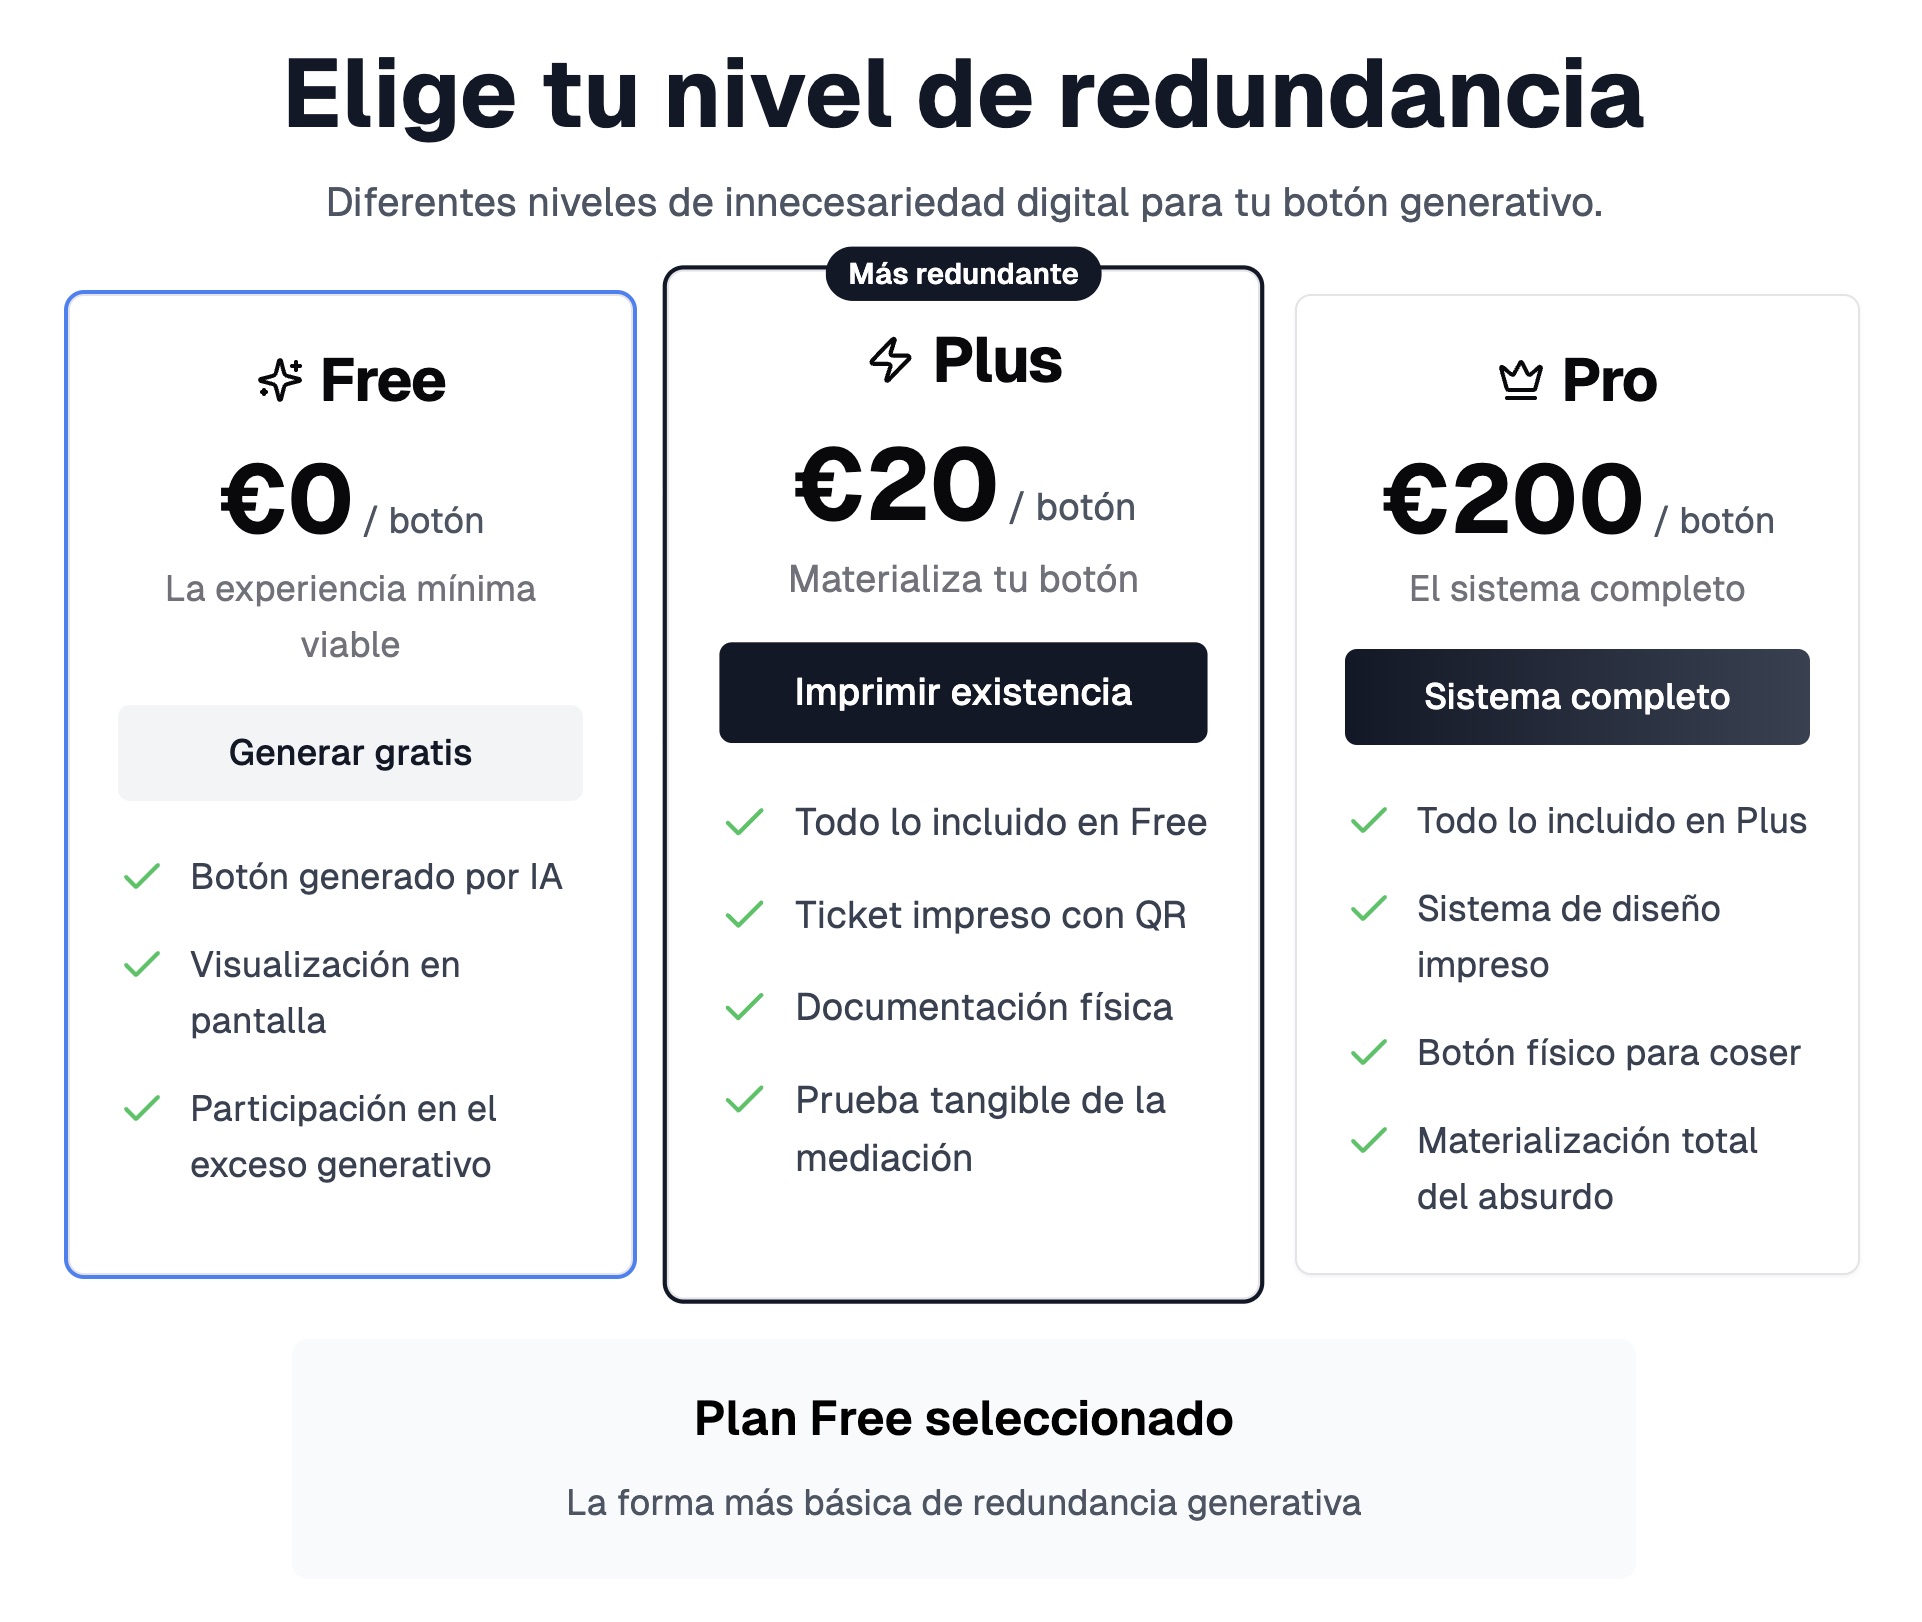 Elige tu nivel de redundancia
Diferentes niveles de innecesariedad digital para tu botón generativo.
Free
€0 / botón
La experiencia mínima
viable
Generar gratis
Botón generado por IA
Visualización en
pantalla
Participación en el
exceso generativo
Más redundante
Plus
€20 / botón
Materializa tu botón
Imprimir existencia
Todo lo incluido en Free
Ticket impreso con QR
Documentación física
Prueba tangible de la
mediación
Pro
€200 / botón
El sistema completo
Sistema completo
Todo lo incluido en Plus
Sistema de diseño
impreso
Botón físico para coser
Materialización total
del absurdo
Plan Free seleccionado
La forma más básica de redundancia generativa